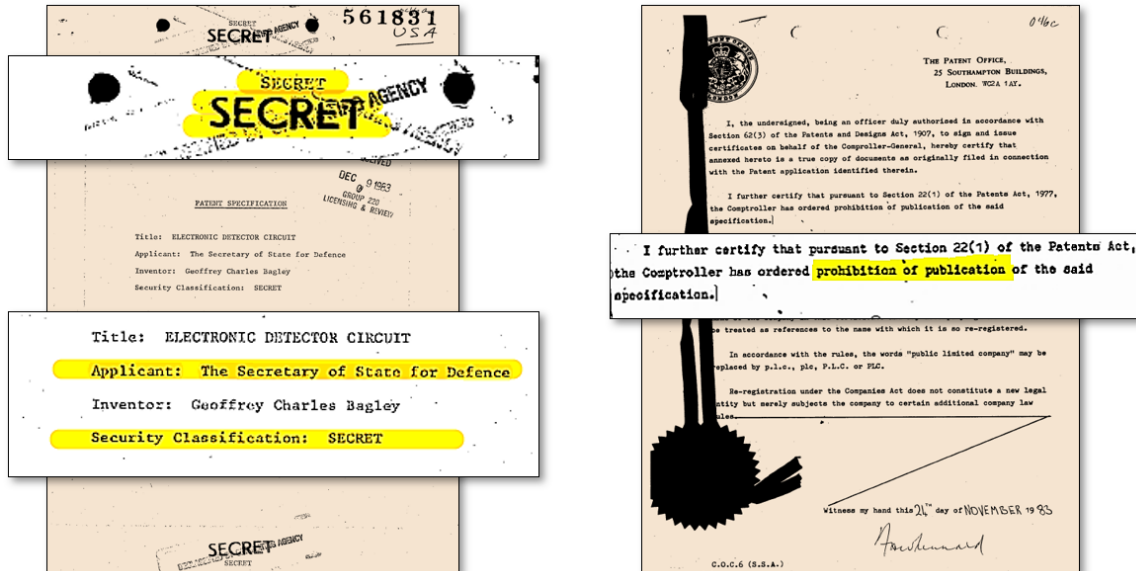 SECRET
SECRET
561831
USA
SECRET
SECRET
AGENCY
DEC 9 1983
GROUP 220
LICENSING & REVIEW
PATENT SPECIFICATION
Title: ELECTRONIC DETECTOR CIRCUIT
Applicant: The Secretary of State for Defence
Inventor: Geoffrey Charles Bagley
Security Classification: SECRET
Title: ELECTRONIC DETECTOR CIRCUIT
Applicant: The Secretary of State for Defence
Inventor: Geoffrey Charles Bagley
Security Classification: SECRET
SECRET
AGENCY
SECRET
THE PATENT OFFICE,
25 SOUTHAMPTON BUILDINGS,
LONDON. WC2A 1AY.
I, the undersigned, being an officer duly authorised in accordance with
Section 62(3) of the Patents and Designs Act, 1907, to sign and issue
certificates on behalf of the Comptroller-General, hereby certify that
annexed hereto is a true copy of documents as originally filed in connection
with the Patent application identified therein.
I further certify that pursuant to Section 22(1) of the Patents Act, 1977,
the Comptroller has ordered prohibition of publication of the said
specification.
I further certify that pursuant to Section 22(1) of the Patents Act,
the Comptroller has ordered prohibition of publication of the said
specification.
be treated as references to the name with which it is so re-registered.
In accordance with the rules, the words "public limited company" may be
replaced by p.l.c., plc, P.L.C. or PLC.
Re-registration under the Companies Act does not constitute a new legal
entity but merely subjects the company to certain additional company law
rules.
Witness my hand this 24TH day of NOVEMBER 1983
C.O.C.6 (S.S.A.)